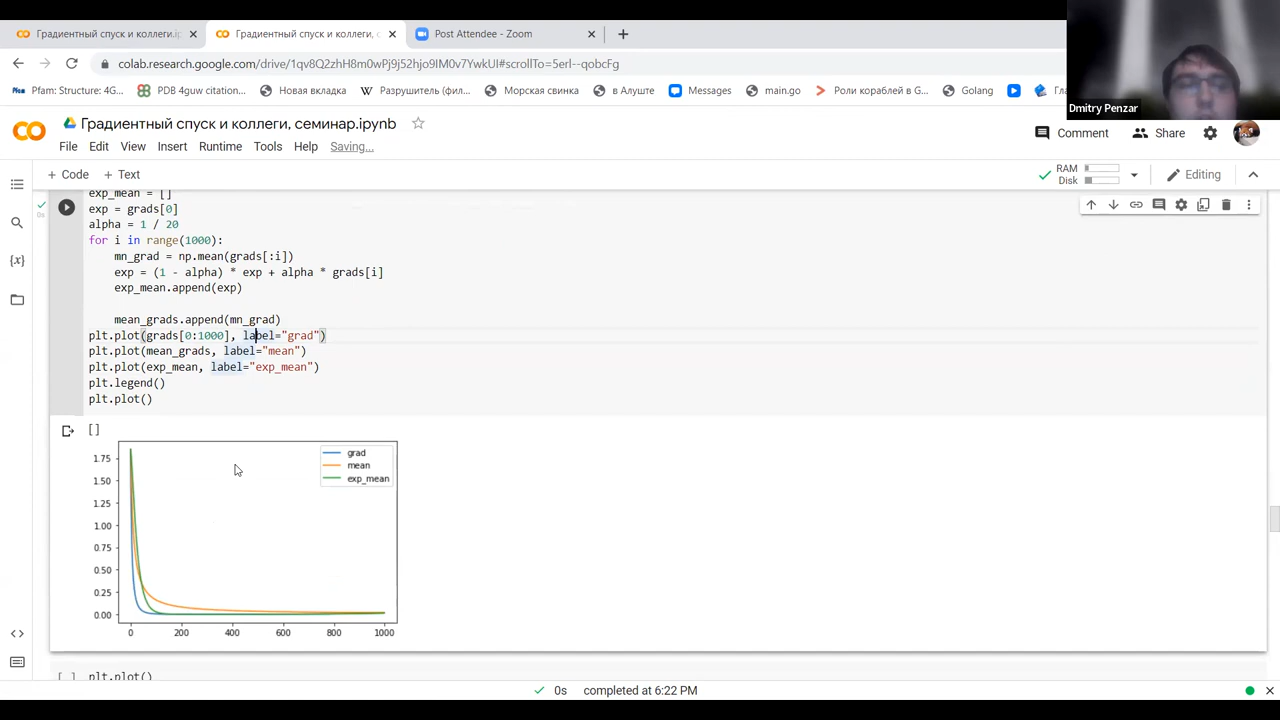 Градиентный спуск и коллеги.i
Градиентный спуск и коллеги, с
Post Attendee - Zoom
colab.research.google.com/drive/1qv8Q2zhH8m0wPj9j52hjo9IM0v7YwkUl#scrollTo=5erl--qobcFg
Pfam: Structure: 4G...
PDB 4guw citation...
Новая вкладка
Разрушитель (фил...
Морская свинка
в Алуште
Messages
main.go
Роли кораблей в G...
Golang
Гла
Dmitry Penzar
Градиентный спуск и коллеги, семинар.ipynb
Comment
Share
File Edit View Insert Runtime Tools Help Saving...
+ Code + Text
RAM
Disk
Editing
exp_mean = []
exp = grads[0]
alpha = 1 / 20
for i in range(1000):
mn_grad = np.mean(grads[:i])
exp = (1 - alpha) * exp + alpha * grads[i]
exp_mean.append(exp)
mean_grads.append(mn_grad)
plt.plot(grads[0:1000], label="grad")
plt.plot(mean_grads, label="mean")
plt.plot(exp_mean, label="exp_mean")
plt.legend()
plt.plot()
0s
{x}
[]
grad
mean
exp_mean
1.75
1.50
1.25
1.00
0.75
0.50
0.25
0.00
0 200 400 600 800 1000
[ ] plt.plot()
0s completed at 6:22 PM